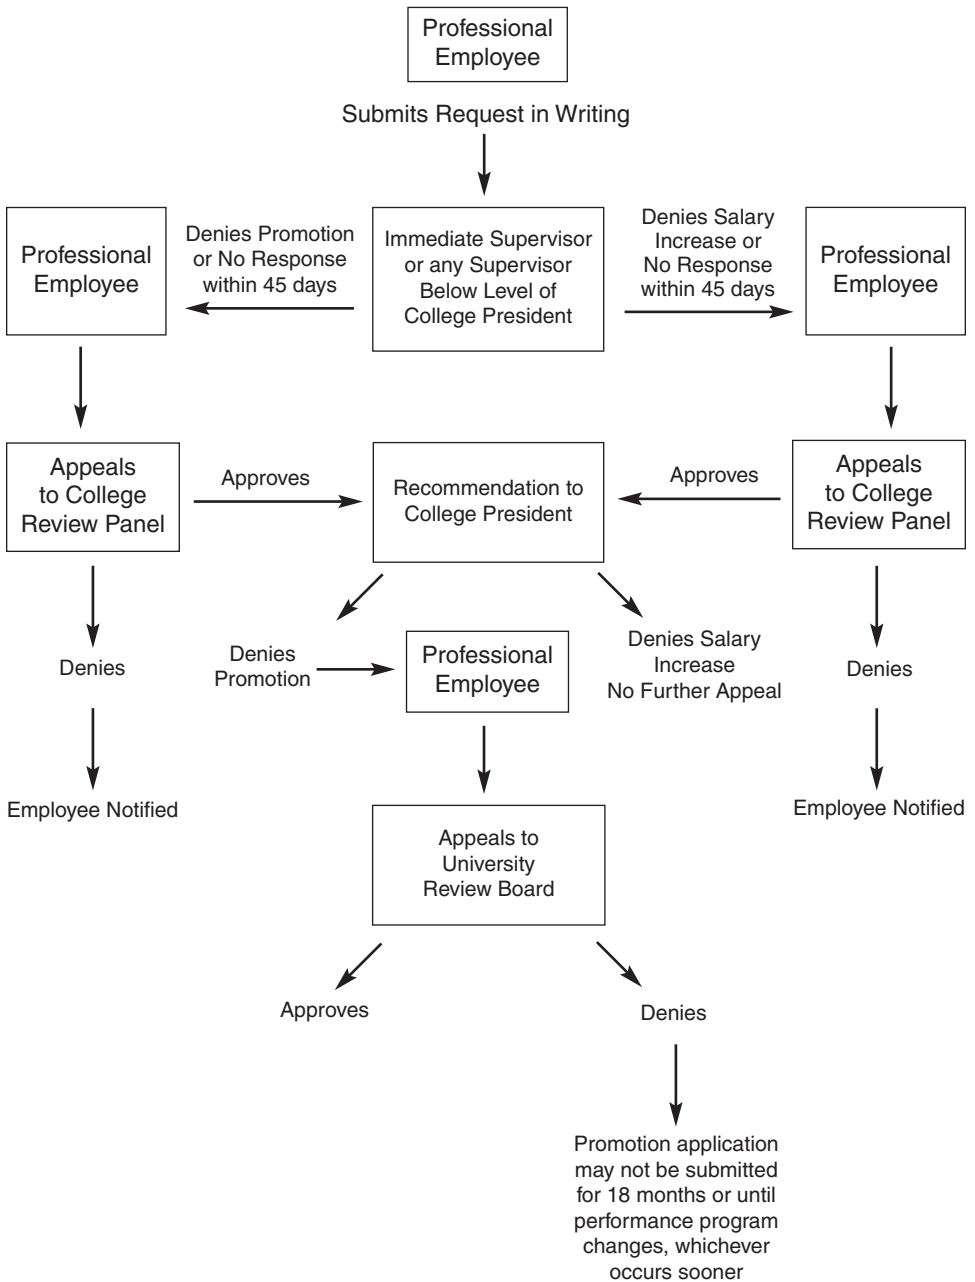 Professional
Employee
Submits Request in Writing
Professional
Employee
Denies Promotion
or No Response
within 45 days
Immediate Supervisor
or any Supervisor
Below Level of
College President
Denies Salary
Increase or
No Response
within 45 days
Professional
Employee
Appeals
to College
Review Panel
Approves
Recommendation to
College President
Approves
Appeals
to College
Review Panel
Denies
Denies
Promotion
Professional
Employee
Denies Salary
Increase
No Further Appeal
Denies
Employee Notified
Employee Notified
Appeals to
University
Review Board
Approves
Denies
Promotion application
may not be submitted
for 18 months or until
performance program
changes, whichever
occurs sooner